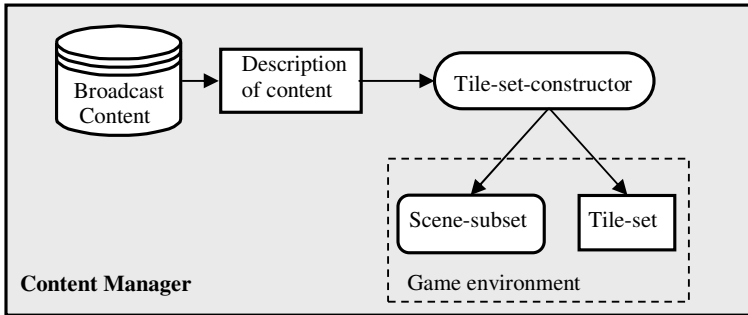 Broadcast
Content
Description
of content
Tile-set-constructor
Scene-subset
Tile-set
Content Manager
Game environment